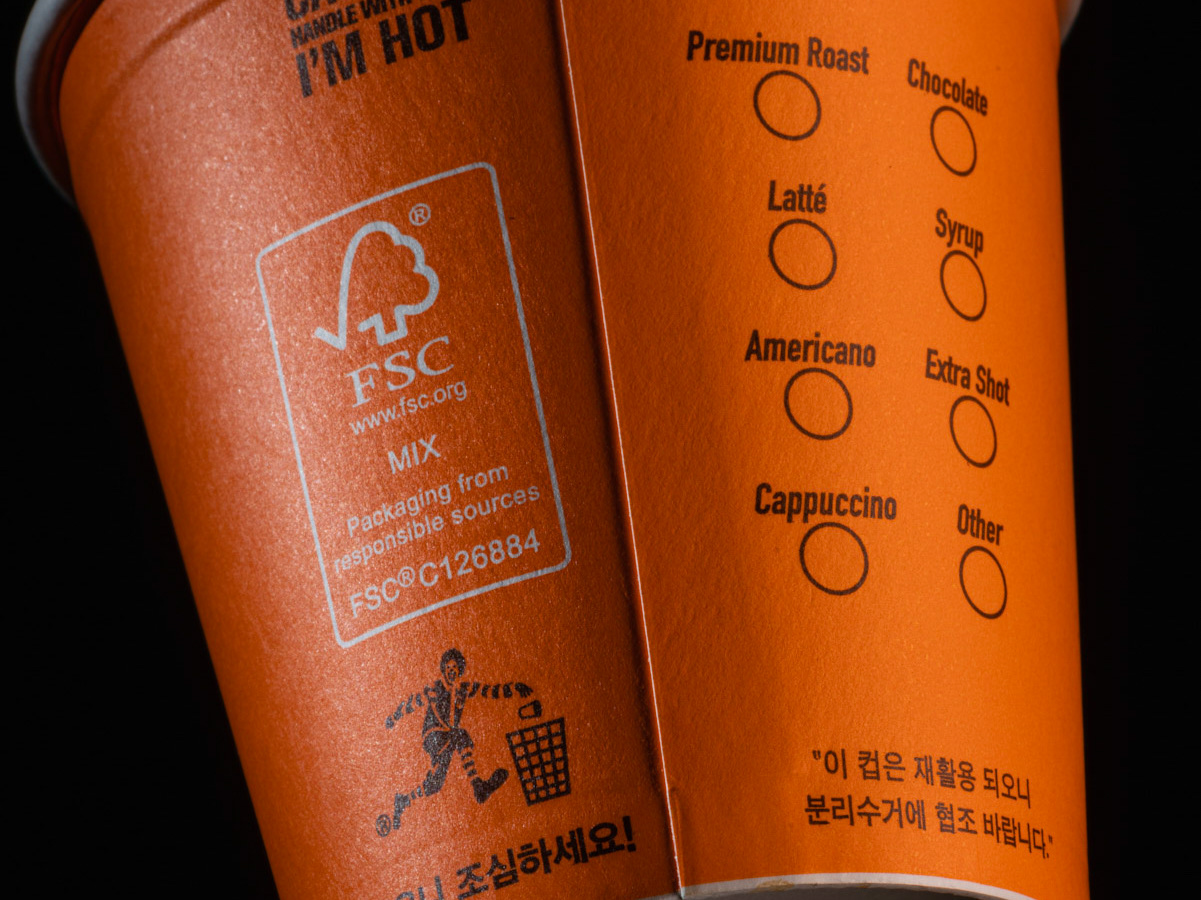 HANDLE WITH
I'M HOT
®
FSC
www.fsc.org
MIX
Packaging from
responsible sources
FSC® C126884
조심하세요!
Premium Roast
Chocolate
Latté
Syrup
Americano
Extra Shot
Cappuccino
Other
"이 컵은 재활용 되오니
분리수거에 협조 바랍니다."